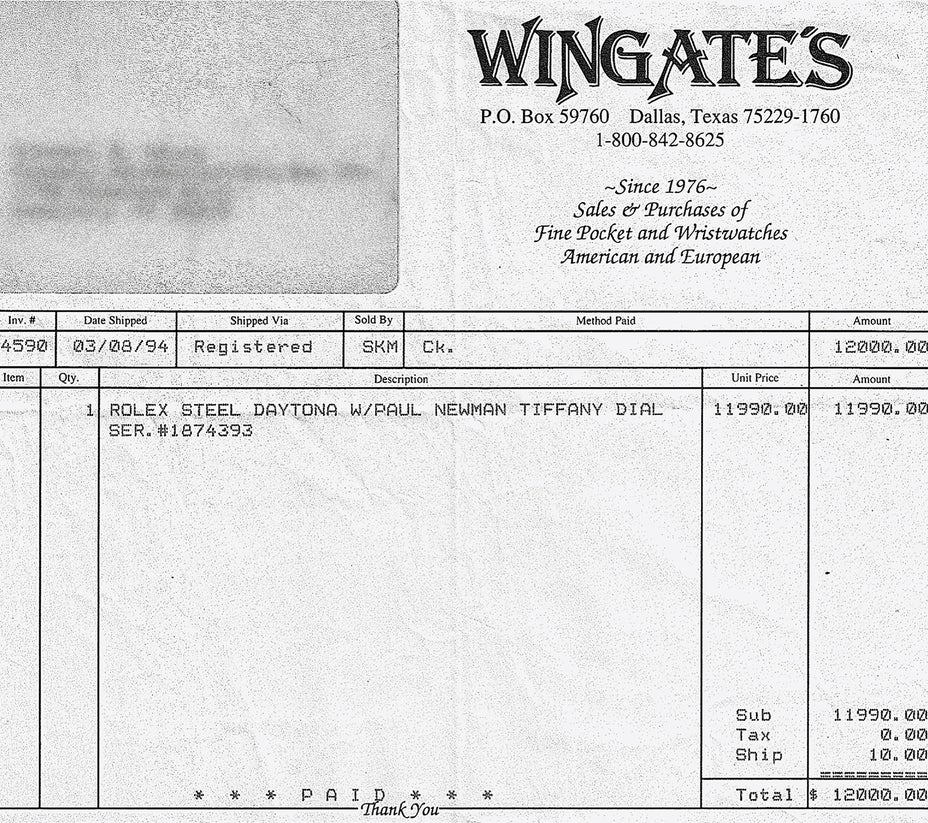 WINGATE'S
P.O. Box 59760 Dallas, Texas 75229-1760
1-800-842-8625
~Since 1976~
Sales & Purchases of
Fine Pocket and Wristwatches
American and European
Inv. # Date Shipped Shipped Via Sold By Method Paid Amount
4590 03/08/94 Registered SKM Ck. 12000.00
Item Qty. Description Unit Price Amount
1 ROLEX STEEL DAYTONA W/PAUL NEWMAN TIFFANY DIAL 11990.00 11990.00
SER.#1874393
Sub 11990.00
Tax 0.00
Ship 10.00
========
* * * P A I D * * *
Total $ 12000.00
Thank You